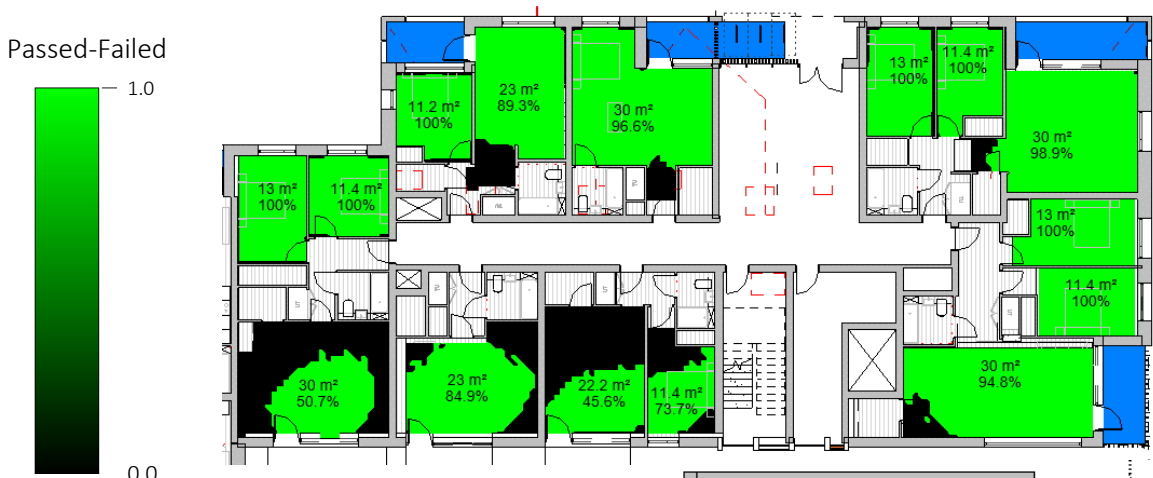 Passed-Failed
1.0
0.0
11.2 m²
100%
23 m²
89.3%
30 m²
96.6%
13 m²
100%
11.4 m²
100%
30 m²
98.9%
13 m²
100%
11.4 m²
100%
13 m²
100%
11.4 m²
100%
30 m²
50.7%
23 m²
84.9%
22.2 m²
45.6%
11.4 m²
73.7%
30 m²
94.8%